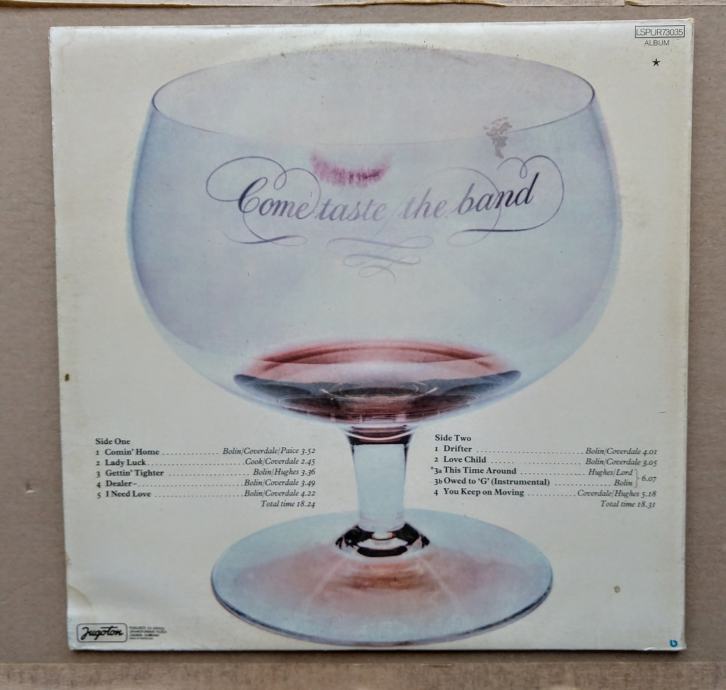 LSPUR73035
ALBUM
Come taste the band
Side One
1 Comin' Home Bolin/Coverdale/Paice 3.52
2 Lady Luck Cook/Coverdale 2.45
3 Gettin' Tighter Bolin/Hughes 3.36
4 Dealer Bolin/Coverdale 3.49
5 I Need Love Bolin/Coverdale 4.22
Total time 18.24
Side Two
1 Drifter Bolin/Coverdale 4.01
2 Love Child Bolin/Coverdale 3.05
*3a This Time Around Hughes/Lord
3b Owed to 'G' (Instrumental) Bolin 6.07
4 You Keep on Moving Coverdale/Hughes 5.18
Total time 18.31
Jugoton